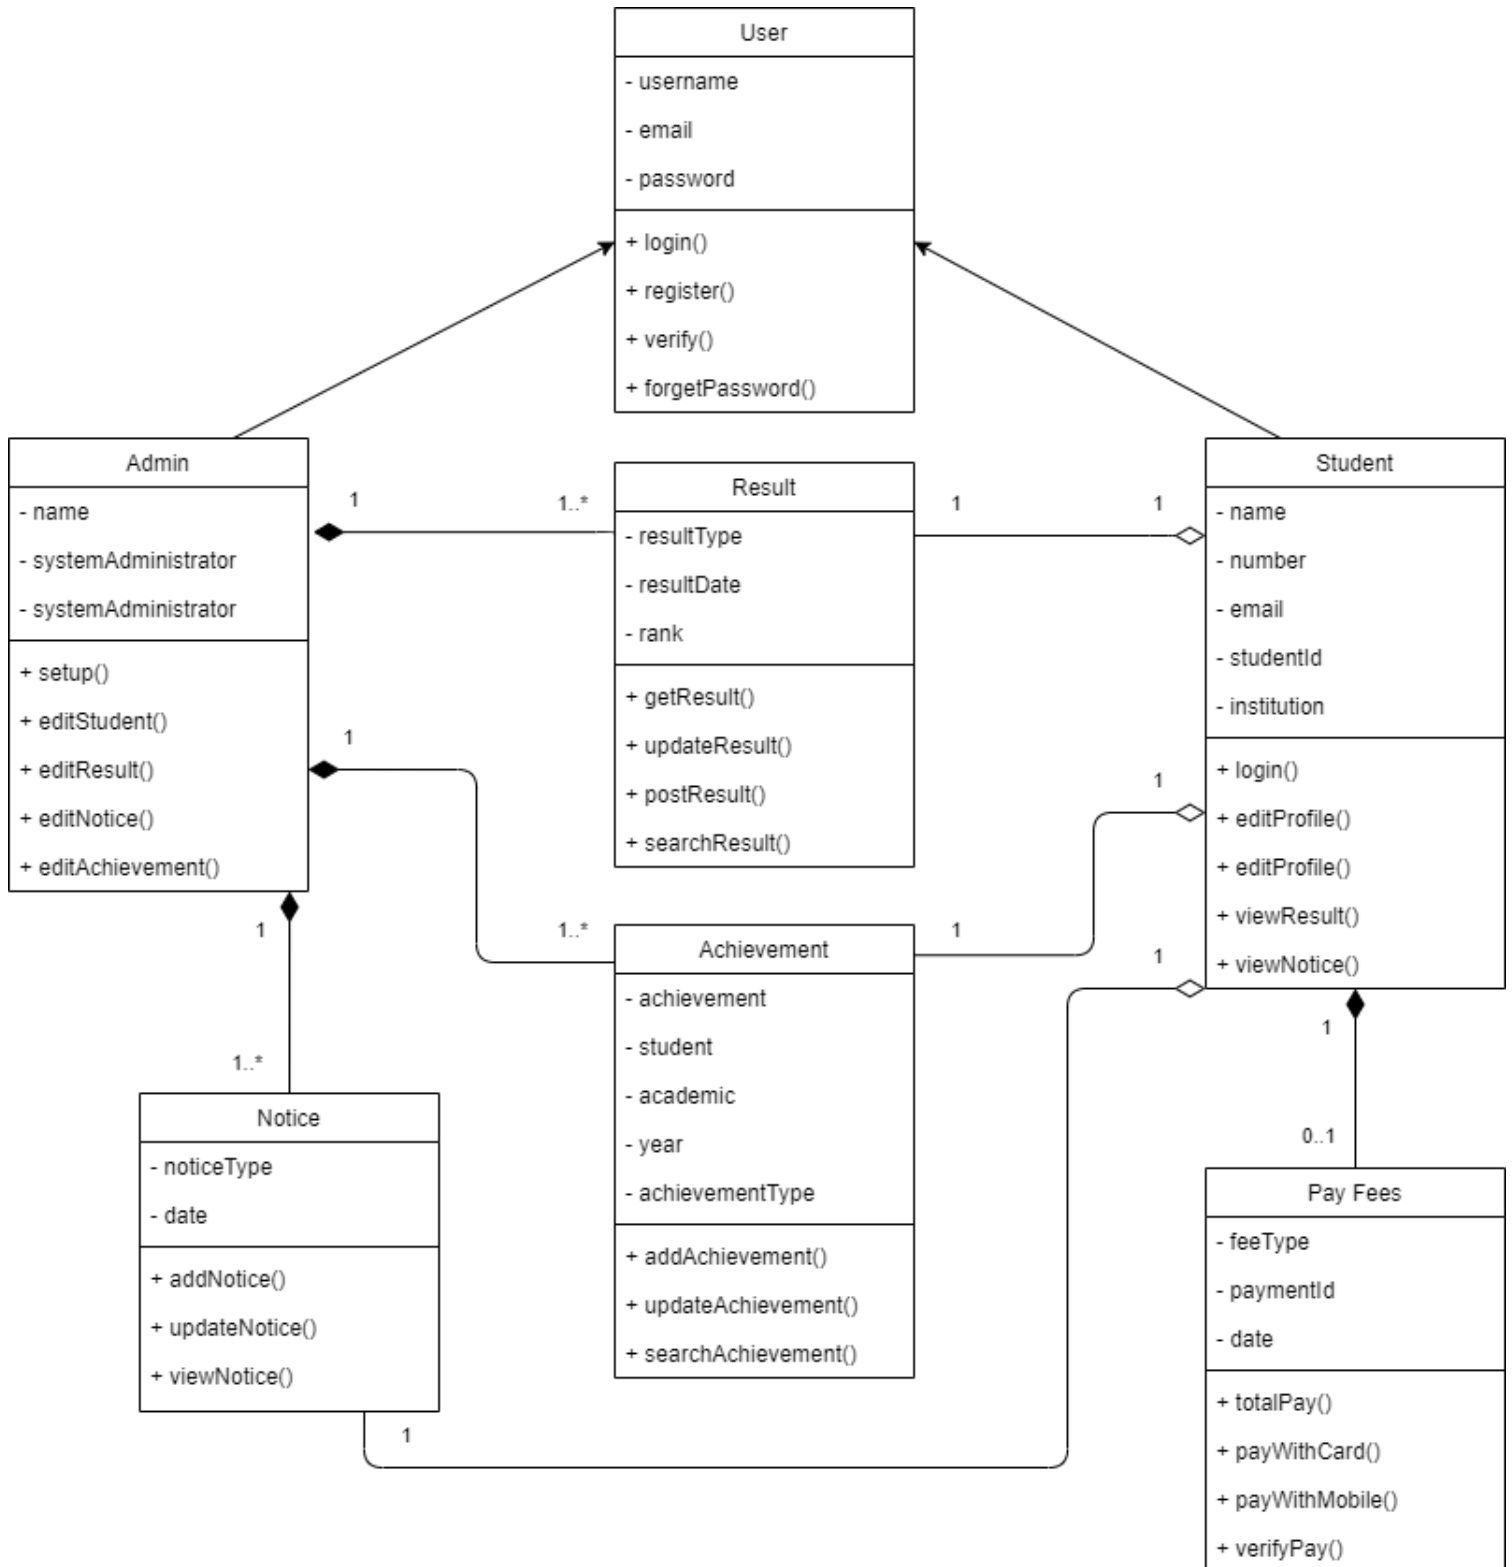 User
- username
- email
- password
+ login()
+ register()
+ verify()
+ forgetPassword()
Admin
- name
- systemAdministrator
- systemAdministrator
+ setup()
+ editStudent()
+ editResult()
+ editNotice()
+ editAchievement()
1
1..*
Result
- resultType
- resultDate
- rank
+ getResult()
+ updateResult()
+ postResult()
+ searchResult()
1
1
Student
- name
- number
- email
- studentId
- institution
+ login()
+ editProfile()
+ editProfile()
+ viewResult()
+ viewNotice()
1
1..*
Achievement
- achievement
- student
- academic
- year
- achievementType
+ addAchievement()
+ updateAchievement()
+ searchAchievement()
1
1
1
1
1..*
Notice
- noticeType
- date
+ addNotice()
+ updateNotice()
+ viewNotice()
1
1
0..1
Pay Fees
- feeType
- paymentId
- date
+ totalPay()
+ payWithCard()
+ payWithMobile()
+ verifyPay()